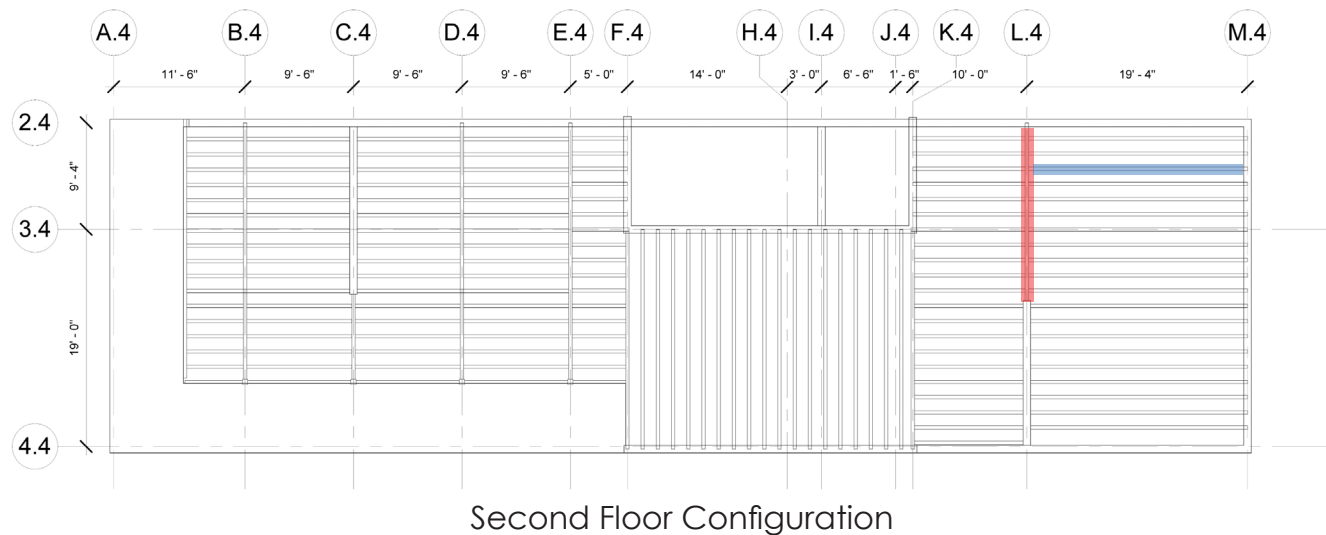 A.4 B.4 C.4 D.4 E.4 F.4 H.4 I.4 J.4 K.4 L.4 M.4
11' - 6" 9' - 6" 9' - 6" 9' - 6" 5' - 0" 14' - 0" 3' - 0" 6' - 6" 1' - 6" 10' - 0" 19' - 4"
2.4
9' - 4"
3.4
19' - 0"
4.4
Second Floor Configuration